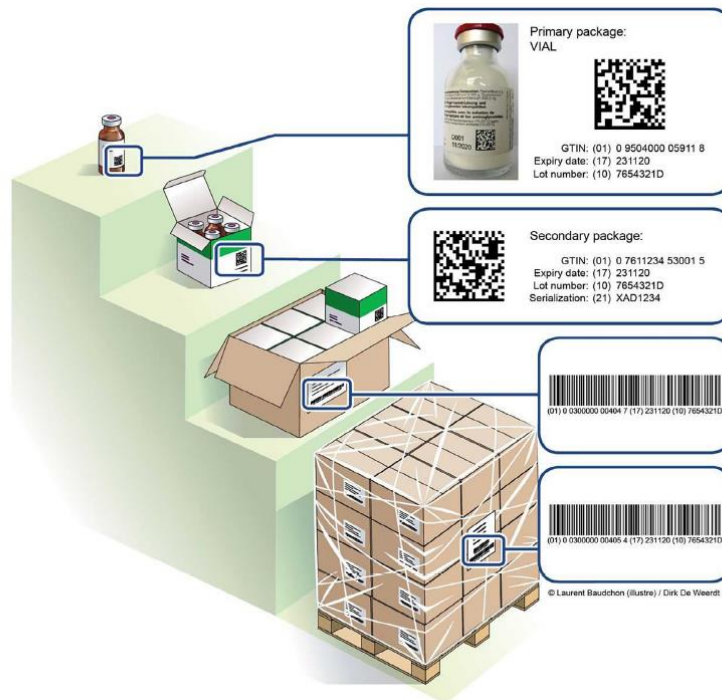 Primary package:
VIAL
GTIN: (01) 0 9504000 05911 8
Expiry date: (17) 231120
Lot number: (10) 7654321D
11/2020
Secondary package:
GTIN: (01) 0 7611234 53001 5
Expiry date: (17) 231120
Lot number: (10) 7654321D
Serialization: (21) XAD1234
(01) 0 0300000 00404 7 (17) 231120 (10) 7654321D
(01) 0 0300000 00405 4 (17) 231120 (10) 7654321D
© Laurent Baudchon (illustre) / Dirk De Weerdt